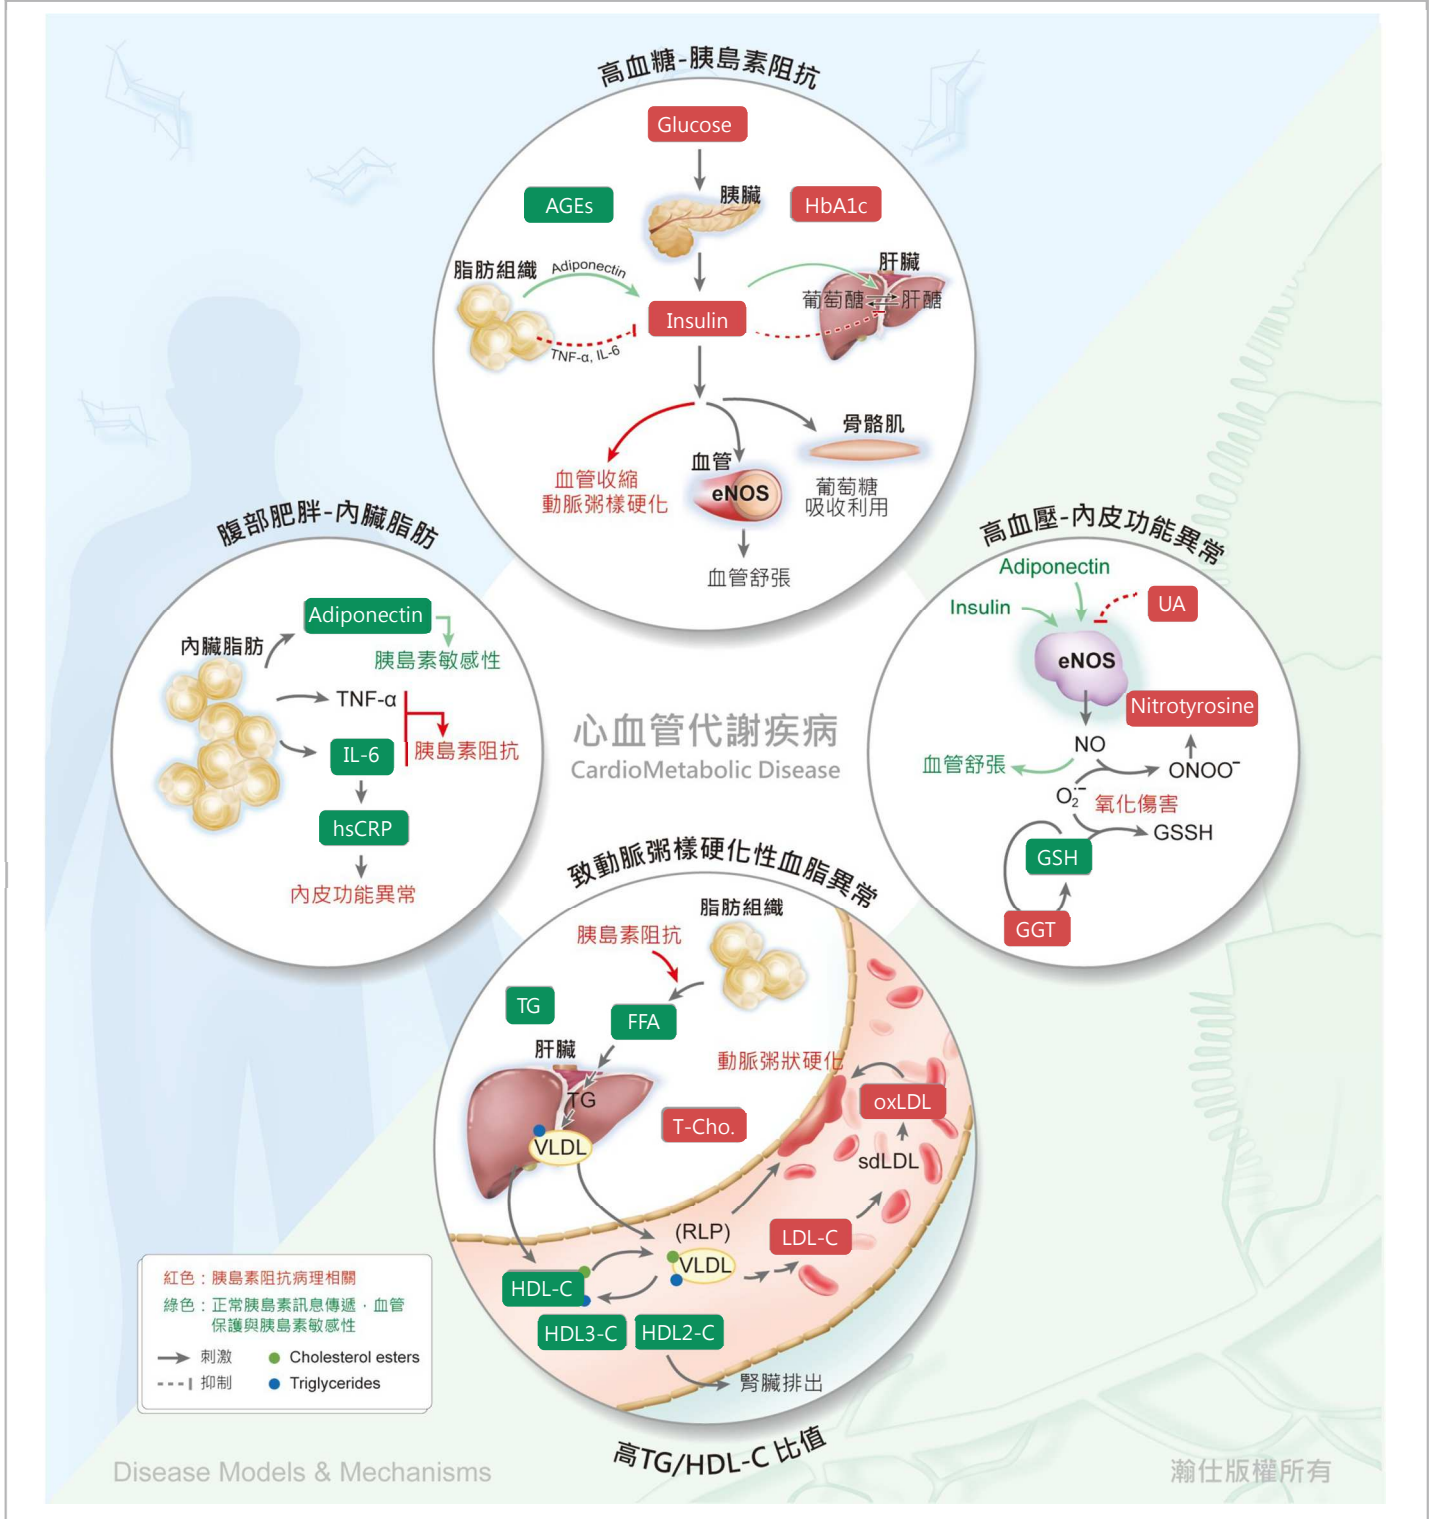 高血糖-胰島素阻抗
Glucose
胰臟
AGEs
HbA1c
脂肪組織
Adiponectin
肝臟
葡萄醣
肝醣
Insulin
TNF-α, IL-6
骨骼肌
血管
血管收縮
動脈粥樣硬化
eNOS
葡萄糖
吸收利用
血管舒張
腹部肥胖-內臟脂肪
Adiponectin
內臟脂肪
胰島素敏感性
TNF-α
IL-6
胰島素阻抗
hsCRP
內皮功能異常
心血管代謝疾病
CardioMetabolic Disease
高血壓-內皮功能異常
Adiponectin
Insulin
UA
eNOS
Nitrotyrosine
NO
血管舒張
ONOO⁻
O₂˙⁻
氧化傷害
GSSH
GSH
GGT
致動脈粥樣硬化性血脂異常
脂肪組織
胰島素阻抗
TG
FFA
肝臟
動脈粥狀硬化
TG
oxLDL
T-Cho.
VLDL
sdLDL
(RLP)
LDL-C
VLDL
HDL-C
HDL3-C
HDL2-C
腎臟排出
高TG/HDL-C 比值
紅色：胰島素阻抗病理相關
綠色：正常胰島素訊息傳遞，血管
保護與胰島素敏感性
刺激
Cholesterol esters
抑制
Triglycerides
Disease Models & Mechanisms
瀚仕版權所有